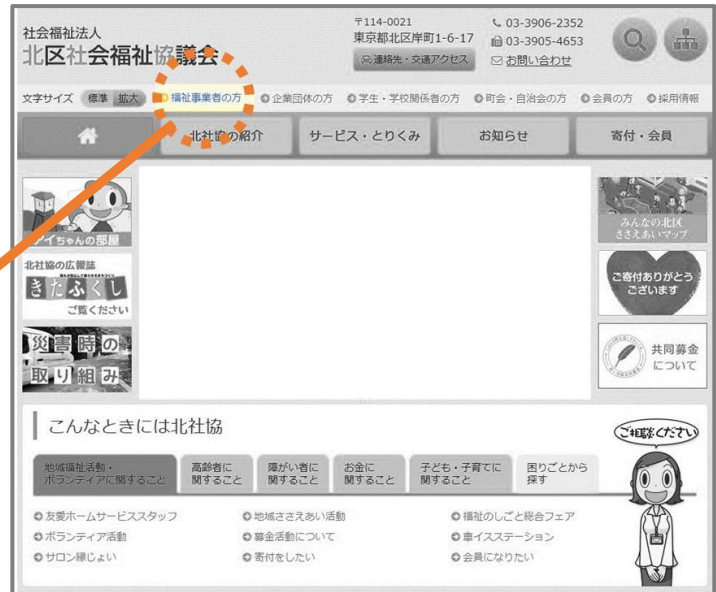 社会福祉法人
北区社会福祉協議会
〒114-0021
東京都北区岸町1-6-17
連絡先・交通アクセス
03-3906-2352
03-3905-4653
お問い合わせ
文字サイズ 標準 拡大 福祉事業者の方 企業団体の方 学生・学校関係者の方 町会・自治会の方 会員の方 採用情報
北社協の紹介 サービス・とりくみ お知らせ 寄付・会員
アイちゃんの部屋
北社協の広報誌
きたふくし
ご覧ください
災害時の
取り組み
みんなの北区
ささえあいマップ
ご寄付ありがとう
ございます
共同募金
について
こんなときには北社協
ご相談ください
地域福祉活動・
ボランティアに関すること
高齢者に
関すること
障がい者に
関すること
お金に
関すること
子ども・子育てに
関すること
困りごとから
探す
友愛ホームサービススタッフ 地域ささえあい活動 福祉のしごと総合フェア
ボランティア活動 募金活動について 車イスステーション
サロン縁じょい 寄付をしたい 会員になりたい